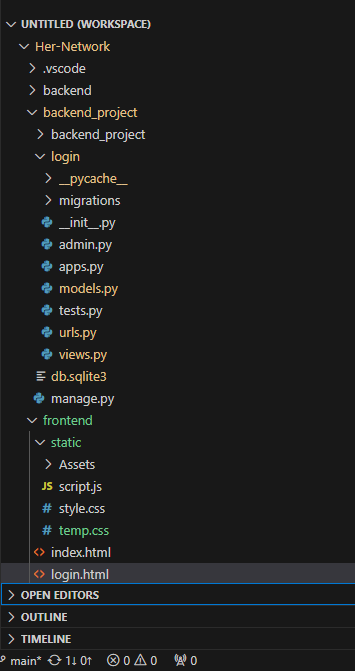 UNTITLED (WORKSPACE)
Her-Network
.vscode
backend
backend_project
backend_project
login
__pycache__
migrations
__init__.py
admin.py
apps.py
models.py
tests.py
urls.py
views.py
db.sqlite3
manage.py
frontend
static
Assets
JS script.js
# style.css
# temp.css
<> index.html
<> login.html
OPEN EDITORS
OUTLINE
TIMELINE
main* 1↓ 0↑ 0 0 0